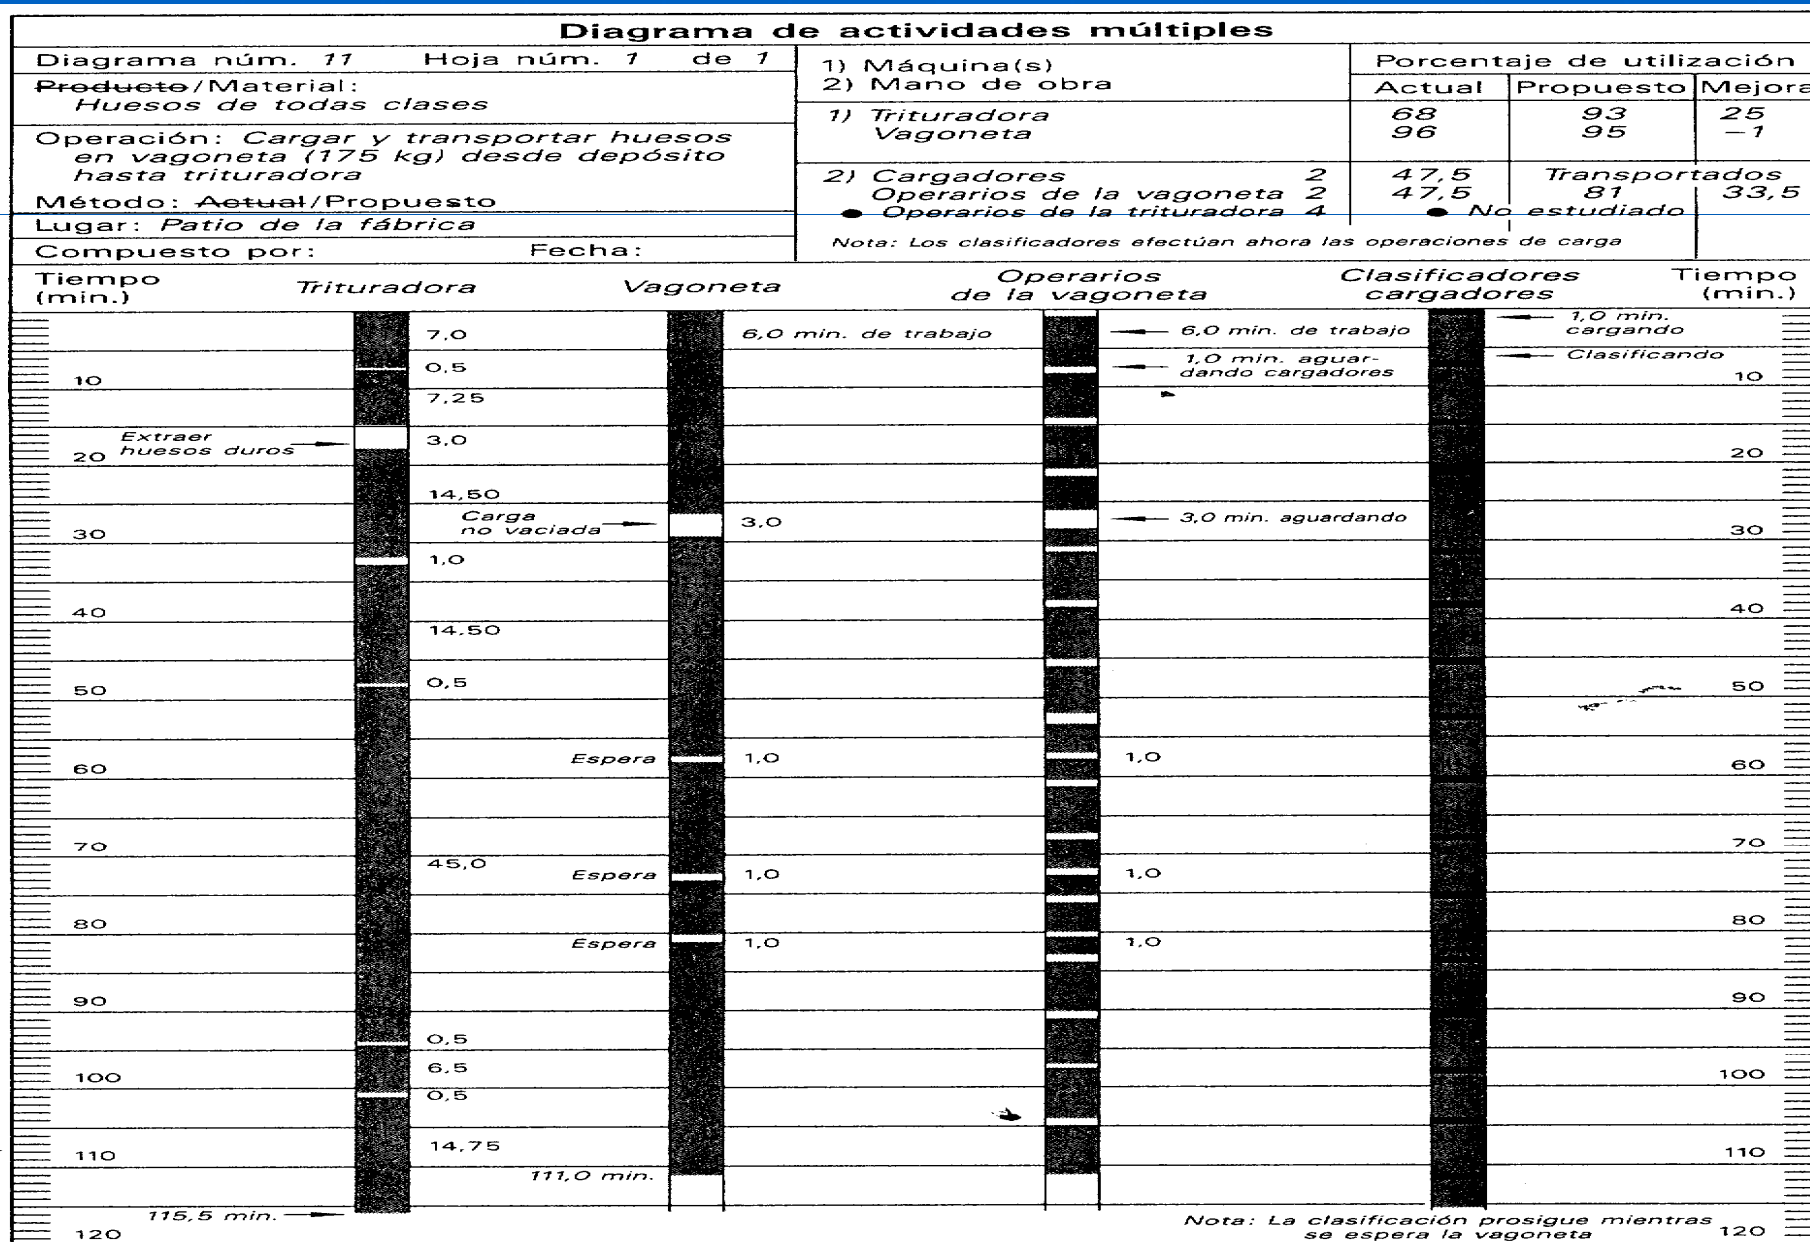 Diagrama de actividades múltiples
Diagrama núm. 11 Hoja núm. 1 de 1
Producto/Material:
Huesos de todas clases
Operación: Cargar y transportar huesos
en vagoneta (175 kg) desde depósito
hasta trituradora
Método: Actual/Propuesto
Lugar: Patio de la fábrica
Compuesto por: Fecha:
1) Máquina(s)
2) Mano de obra
Porcentaje de utilización
Actual Propuesto Mejora
1) Trituradora 68 93 25
Vagoneta 96 95 −1
2) Cargadores 2 47,5 Transportados
Operarios de la vagoneta 2 47,5 81 33,5
● Operarios de la trituradora 4 ● No estudiado
Nota: Los clasificadores efectúan ahora las operaciones de carga
Tiempo
(min.)
Trituradora
Vagoneta
Operarios
de la vagoneta
Clasificadores
cargadores
Tiempo
(min.)
7,0 6,0 min. de trabajo 6,0 min. de trabajo 1,0 min.
cargando
0,5 1,0 min. aguar-
dando cargadores
Clasificando
10 10
7,25
Extraer
huesos duros
3,0
20 20
14,50
Carga
no vaciada
3,0 3,0 min. aguardando
30 30
1,0
40 40
14,50
50 0,5 50
Espera 1,0 1,0
60 60
70 70
45,0 Espera 1,0 1,0
80 80
Espera 1,0 1,0
90 90
0,5
6,5
100 100
0,5
14,75
110 110
111,0 min.
115,5 min.
Nota: La clasificación prosigue mientras
se espera la vagoneta
120 120